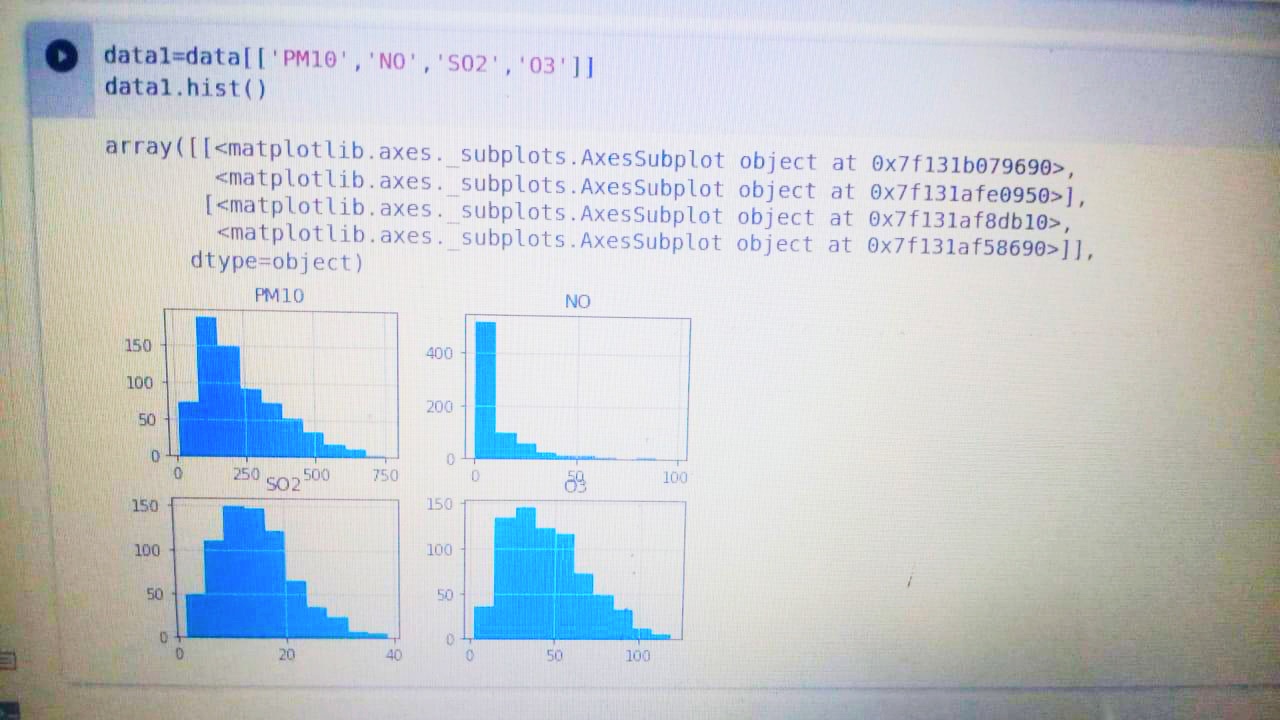 data1=data[['PM10','NO','SO2','O3']]
data1.hist()
array([[<matplotlib.axes._subplots.AxesSubplot object at 0x7f131b079690>,
<matplotlib.axes._subplots.AxesSubplot object at 0x7f131afe0950>],
[<matplotlib.axes._subplots.AxesSubplot object at 0x7f131af8db10>,
<matplotlib.axes._subplots.AxesSubplot object at 0x7f131af58690>]],
dtype=object)
PM10
150
100
50
0
0 250 500 750
NO
400
200
0
0 50 100
SO2
150
100
50
0
0 20 40
O3
150
100
50
0
0 50 100